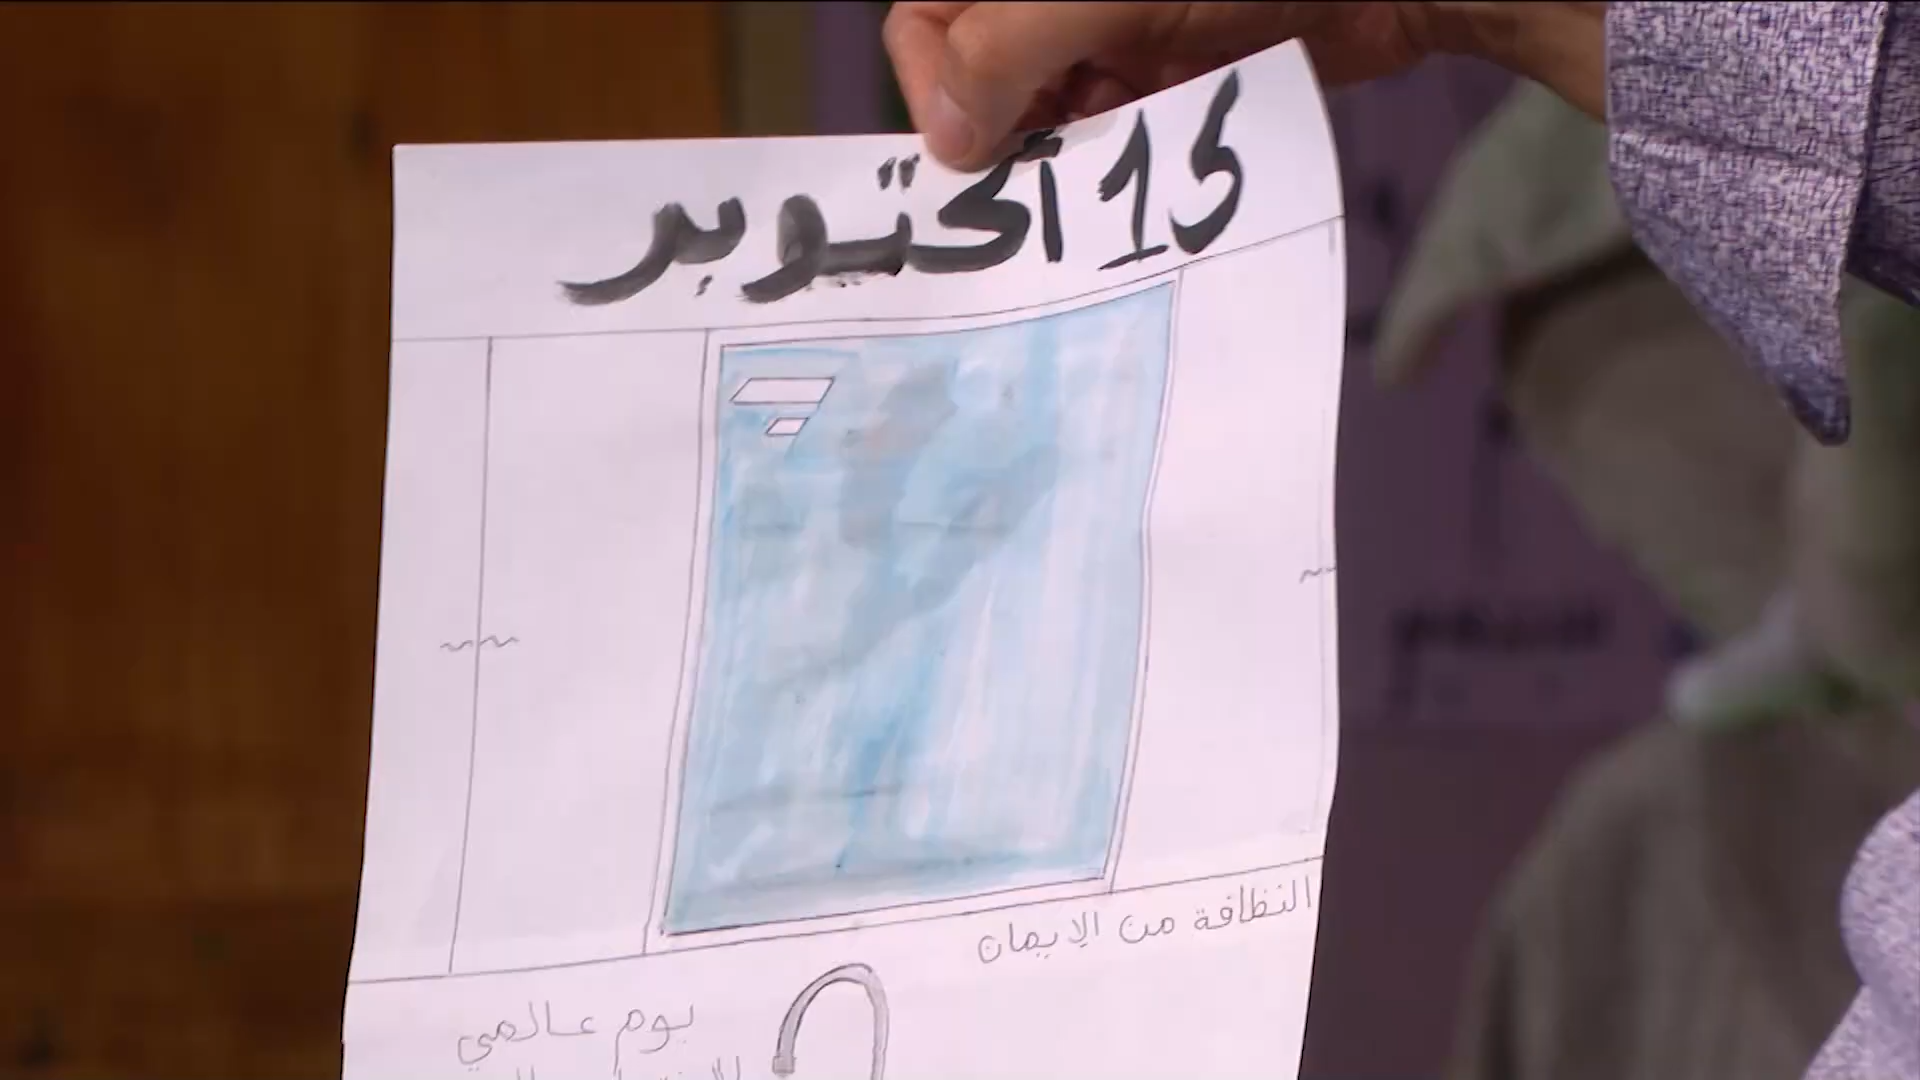 15 أكتوبر
النظافة من الإيمان
يوم عالمي